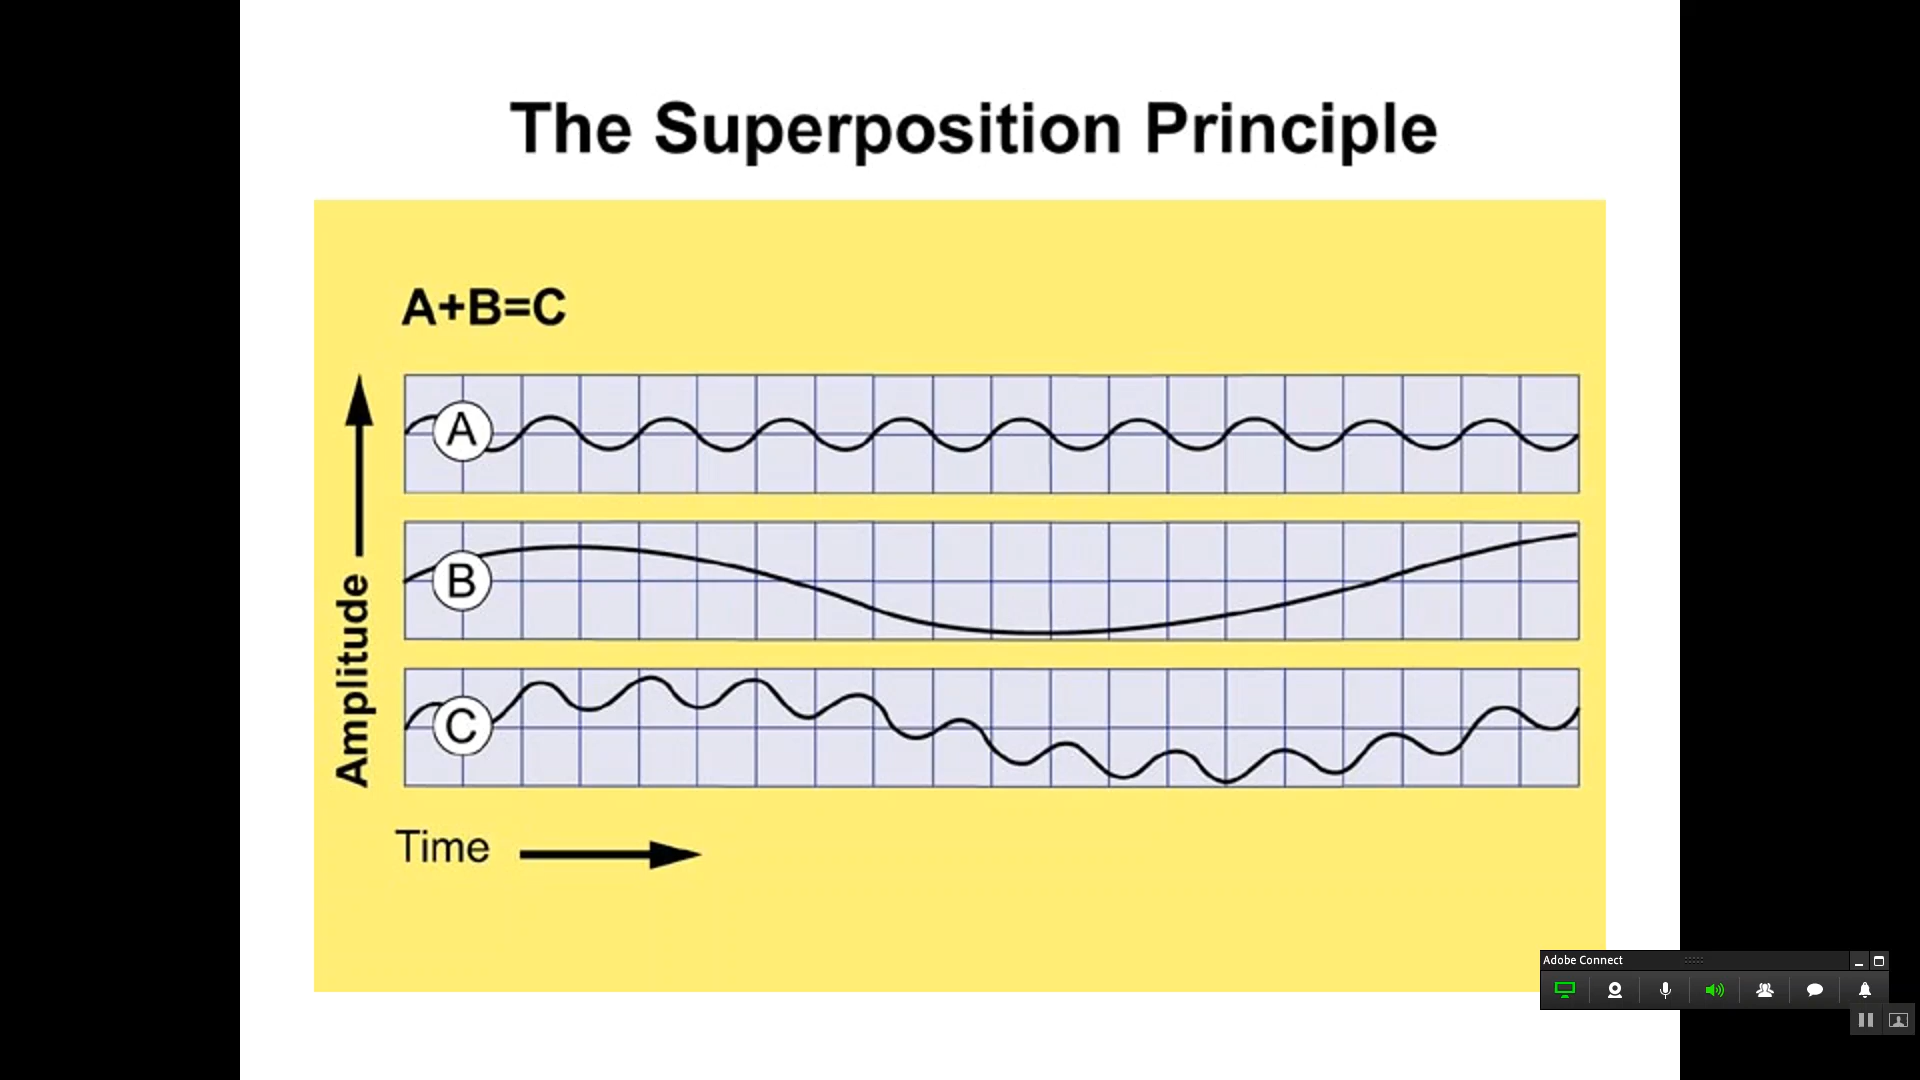 The Superposition Principle
A+B=C
A
B
C
Amplitude
Time
Adobe Connect